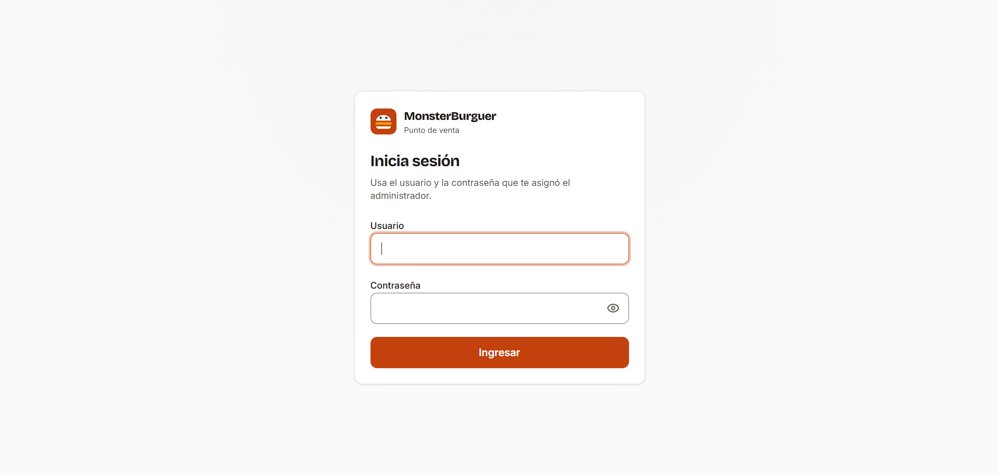 MonsterBurguer
Punto de venta
Inicia sesión
Usa el usuario y la contraseña que te asignó el
administrador.
Usuario
Contraseña
Ingresar